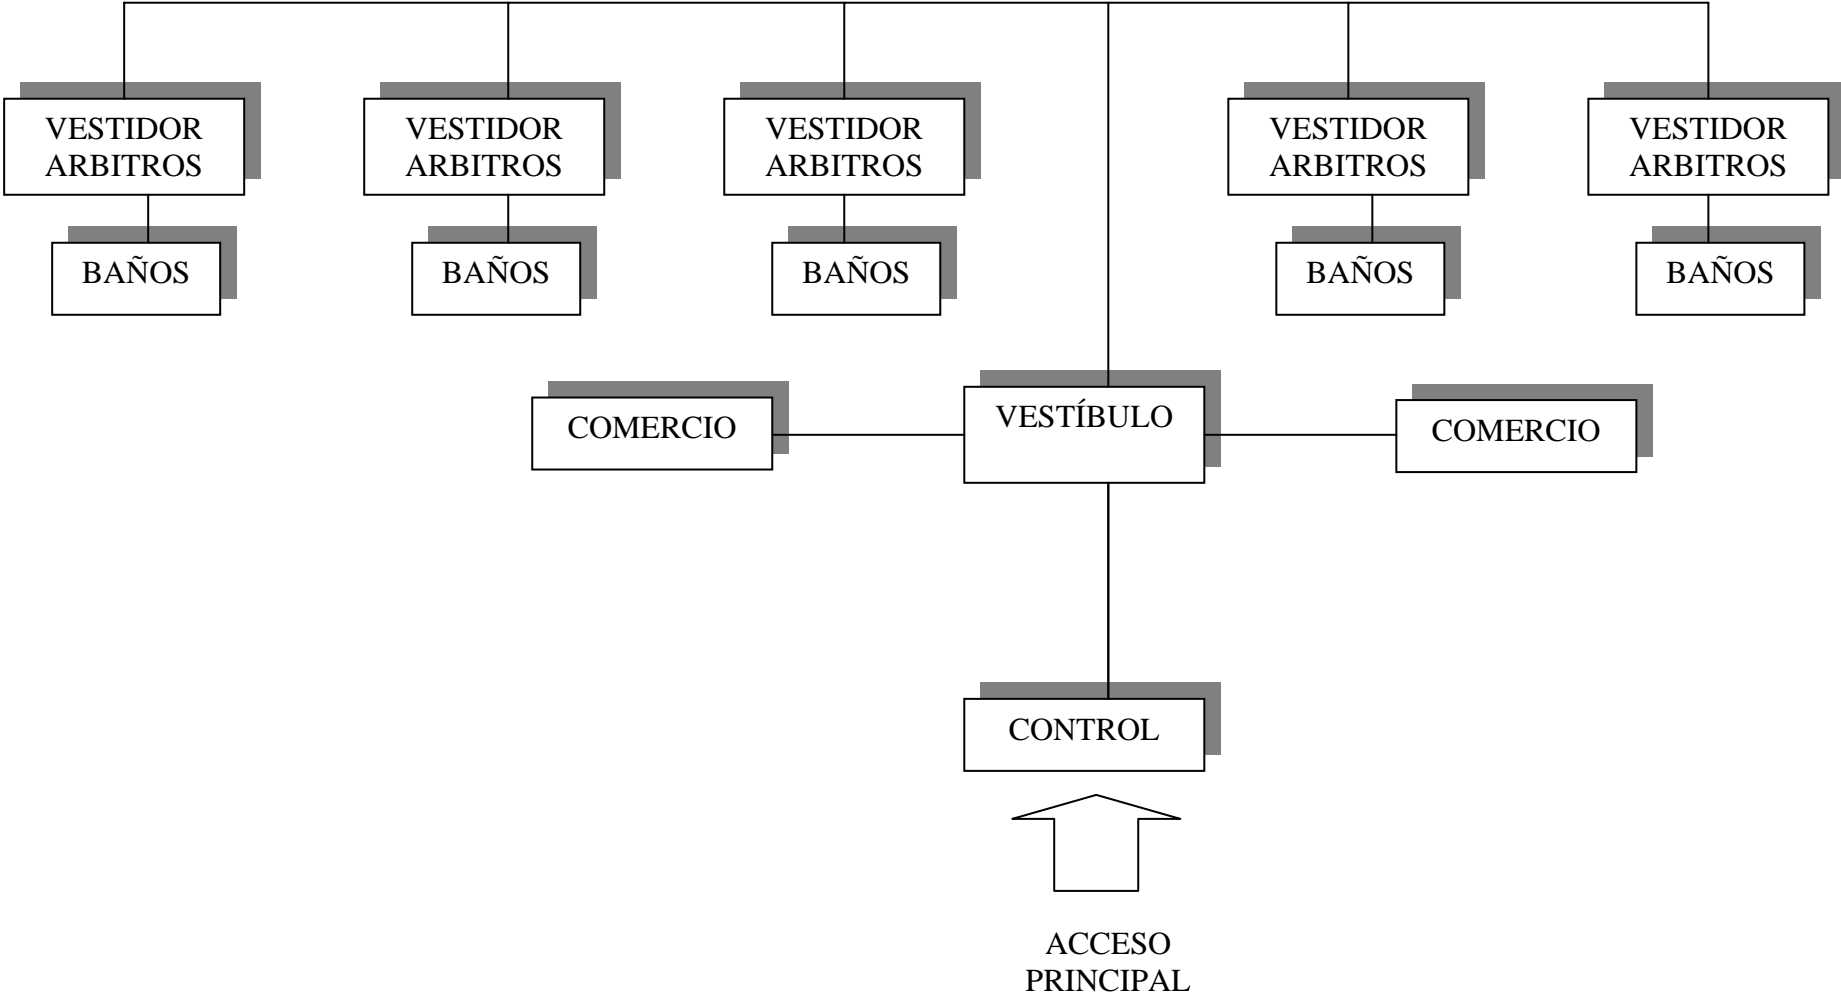 VESTIDOR
ARBITROS
VESTIDOR
ARBITROS
VESTIDOR
ARBITROS
VESTIDOR
ARBITROS
VESTIDOR
ARBITROS
BAÑOS
BAÑOS
BAÑOS
BAÑOS
BAÑOS
COMERCIO
VESTÍBULO
COMERCIO
CONTROL
ACCESO
PRINCIPAL